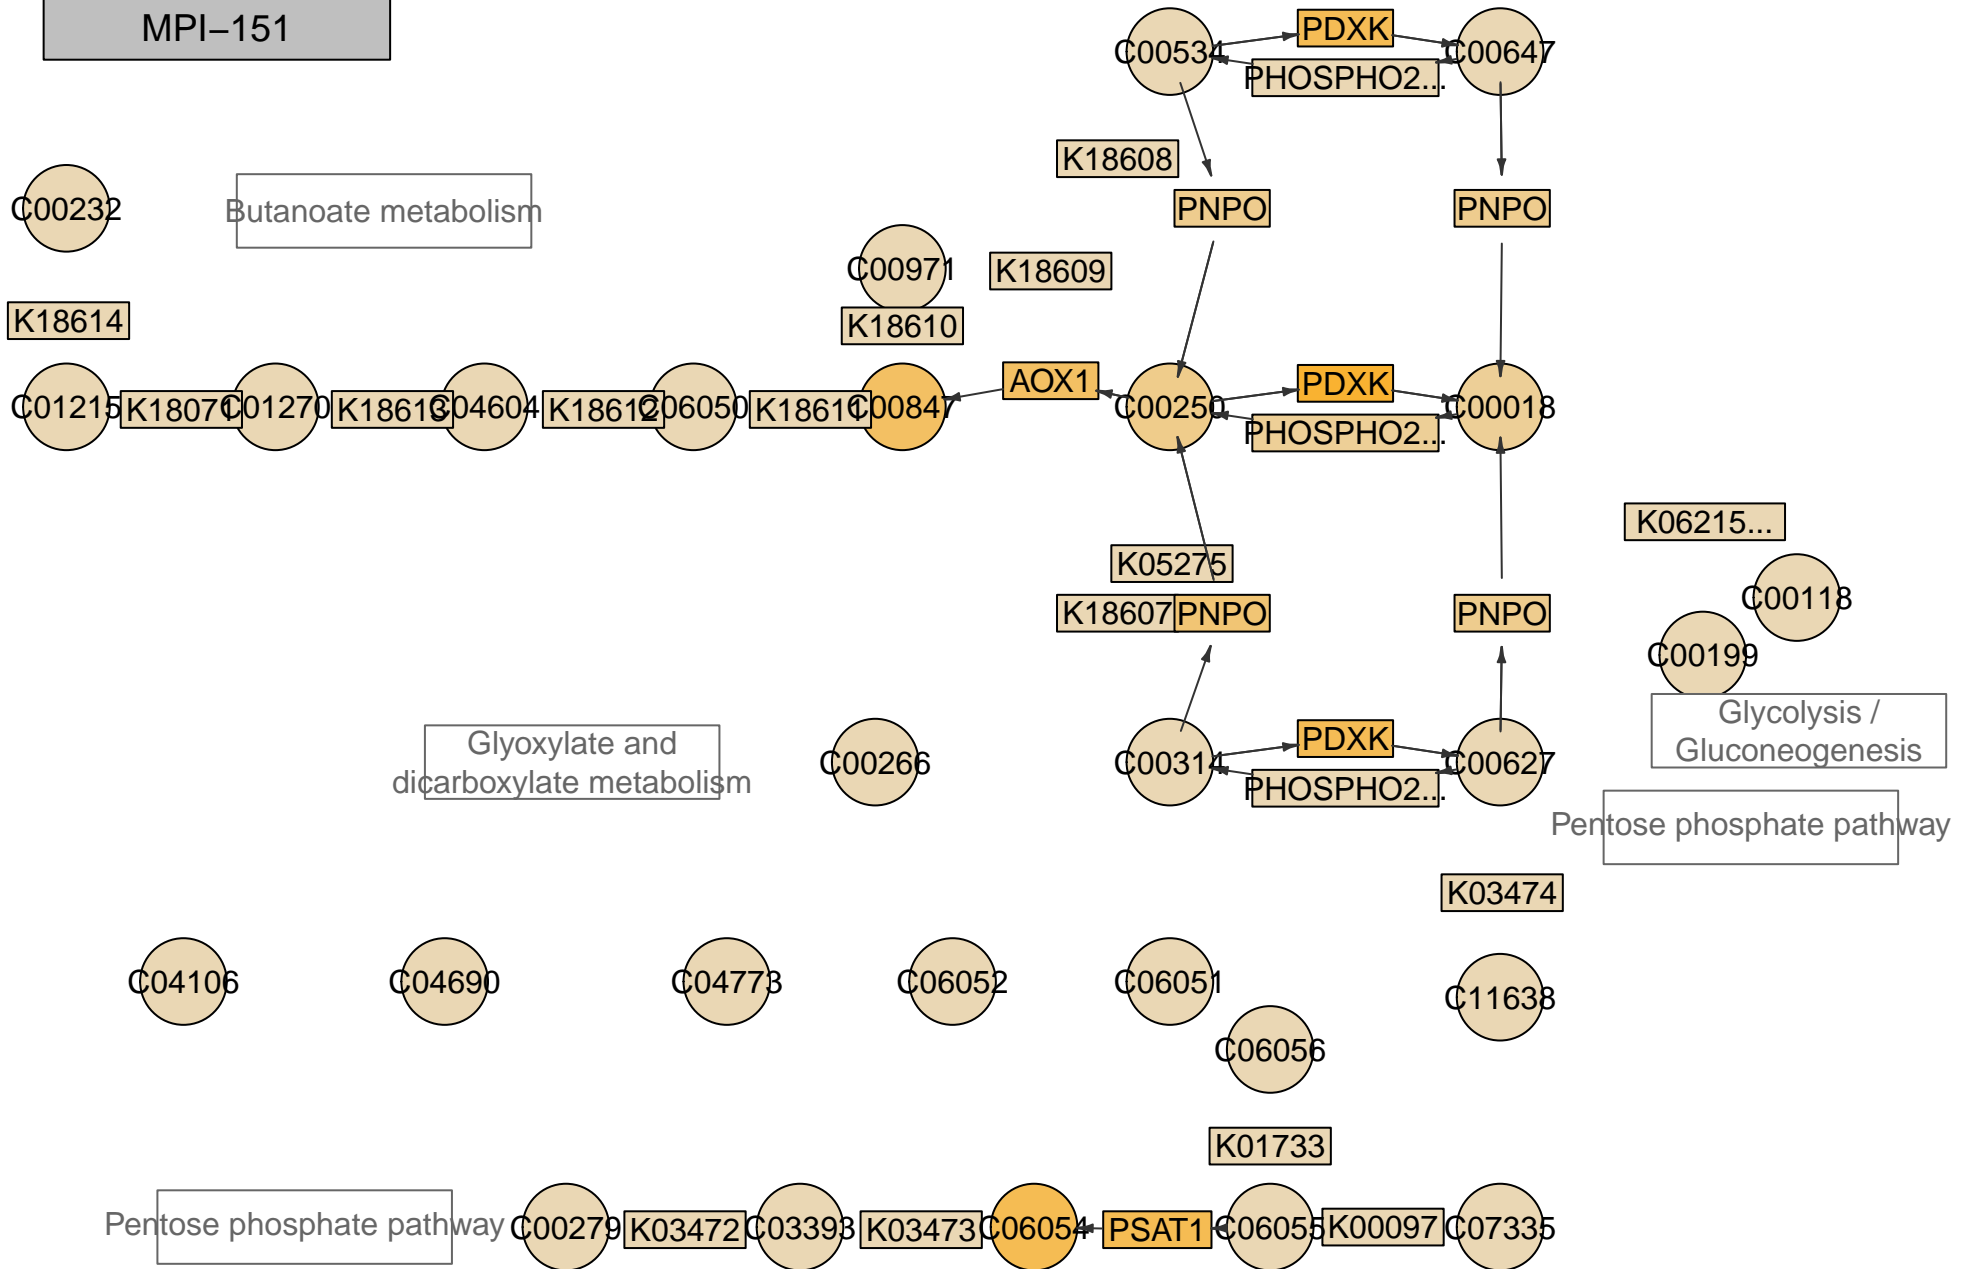 MPI–151
C00534
PDXK
C00647
PHOSPHO2...
K18608
C00232
Butanoate metabolism
PNPO
PNPO
C00971
K18609
K18614
K18610
C01215
K18071
C01270
K18613
C04604
K18612
C06050
K18611
C00847
AOX1
C00250
PDXK
PHOSPHO2...
C00018
K06215...
K05275
C00118
K18607
PNPO
PNPO
C00199
Glycolysis /
Gluconeogenesis
Glyoxylate and
dicarboxylate metabolism
C00266
C00314
PDXK
PHOSPHO2...
C00627
Pentose phosphate pathway
K03474
C04106
C04690
C04773
C06052
C06051
C11638
C06056
K01733
Pentose phosphate pathway
C00279
K03472
C03393
K03473
C06054
PSAT1
C06055
K00097
C07335